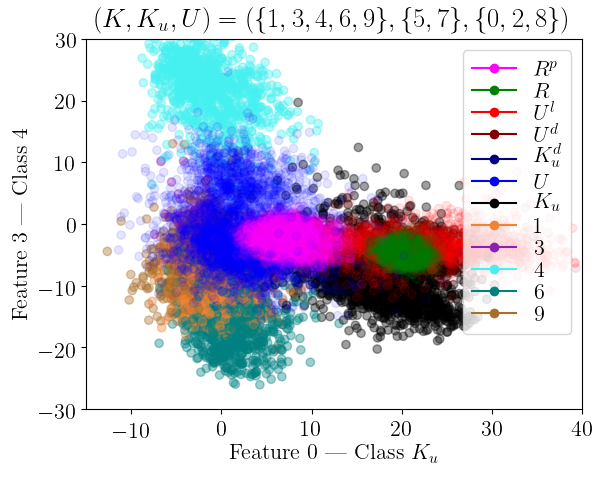 (K, K_u, U) = ({1, 3, 4, 6, 9}, {5, 7}, {0, 2, 8})
Feature 3 — Class 4
30
20
10
0
−10
−20
−30
R^p
R
U^l
U^d
K_u^d
U
K_u
1
3
4
6
9
−10
0
10
20
30
40
Feature 0 — Class K_u